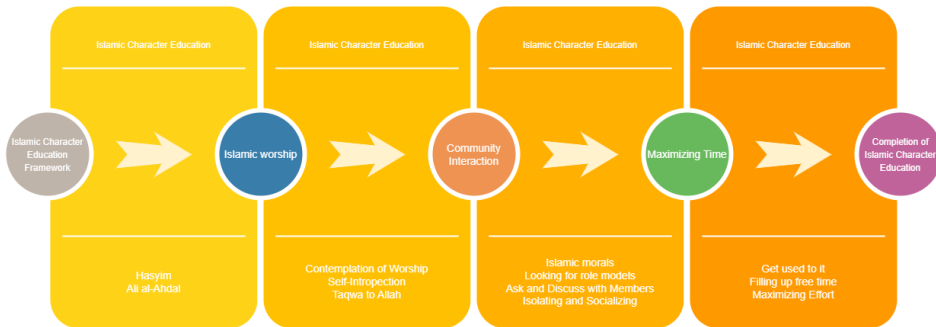 Islamic Character Education
Islamic Character Education
Islamic Character Education
Islamic Character Education
Islamic Character
Education
Framework
Islamic worship
Community
Interaction
Maximizing Time
Completion of
Islamic Character
Education
Hasyim
Ali al-Ahdal
Contemplation of Worship
Self-Intropection
Taqwa to Allah
Islamic morals
Looking for role models
Ask and Discuss with Members
Isolating and Socializing
Get used to it
Filling up free time
Maximizing Effort